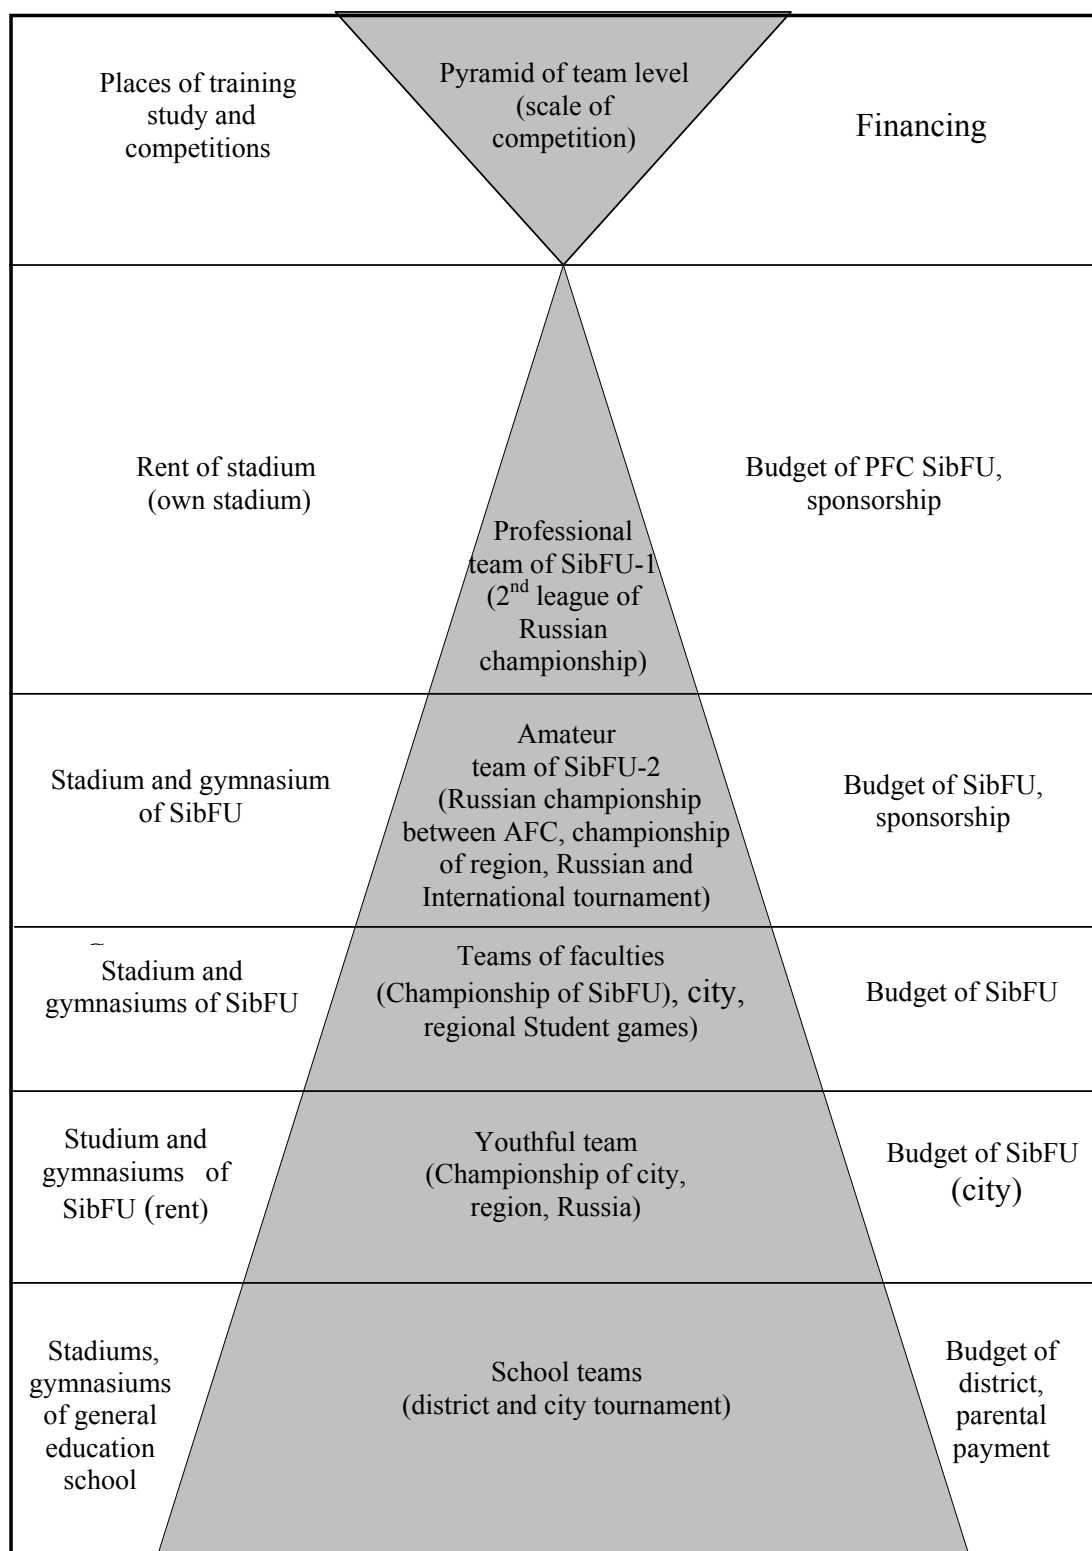 Places of training
study and
competitions
Pyramid of team level
(scale of
competition)
Financing
Rent of stadium
(own stadium)
Professional
team of SibFU-1
(2nd league of
Russian
championship)
Budget of PFC SibFU,
sponsorship
Stadium and gymnasium
of SibFU
Amateur
team of SibFU-2
(Russian championship
between AFC, championship
of region, Russian and
International tournament)
Budget of SibFU,
sponsorship
Stadium and
gymnasiums of SibFU
Teams of faculties
(Championship of SibFU), city,
regional Student games)
Budget of SibFU
Studium and
gymnasiums of
SibFU (rent)
Youthful team
(Championship of city,
region, Russia)
Budget of SibFU
(city)
Stadiums,
gymnasiums
of general
education
school
School teams
(district and city tournament)
Budget of
district,
parental
payment